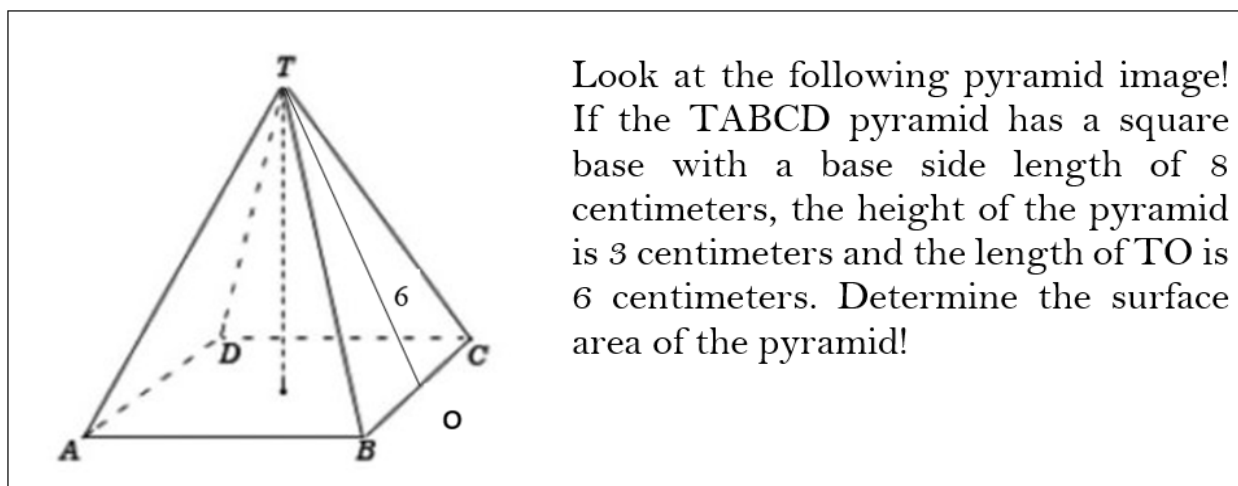 T
Look at the following pyramid image!
If the TABCD pyramid has a square
base with a base side length of 8
centimeters, the height of the pyramid
is 3 centimeters and the length of TO is
6 centimeters. Determine the surface
area of the pyramid!
6
D
C
O
A
B